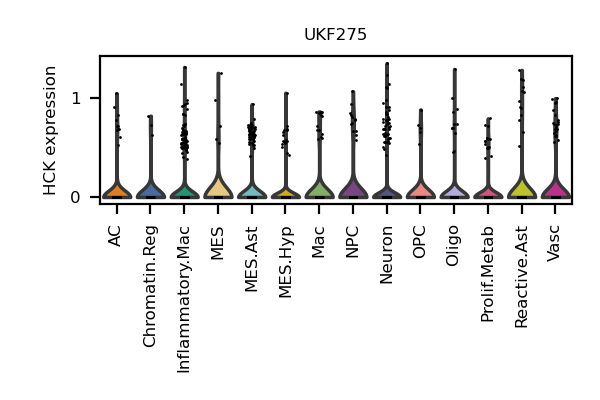 UKF275
HCK expression
1
0
AC
Chromatin.Reg
Inflammatory.Mac
MES
MES.Ast
MES.Hyp
Mac
NPC
Neuron
OPC
Oligo
Prolif.Metab
Reactive.Ast
Vasc